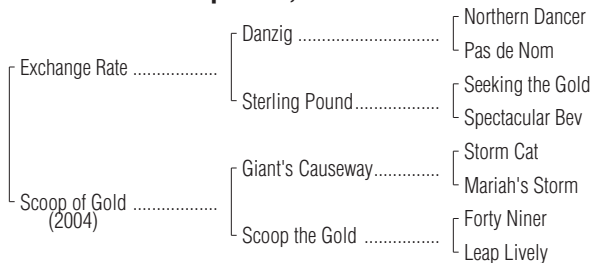 Northern Dancer
Danzig ................................
Pas de Nom
Exchange Rate ..................
Seeking the Gold
Sterling Pound..................
Spectacular Bev
Storm Cat
Giant's Causeway..............
Mariah's Storm
Scoop of Gold ..................
(2004)
Forty Niner
Scoop the Gold ................
Leap Lively